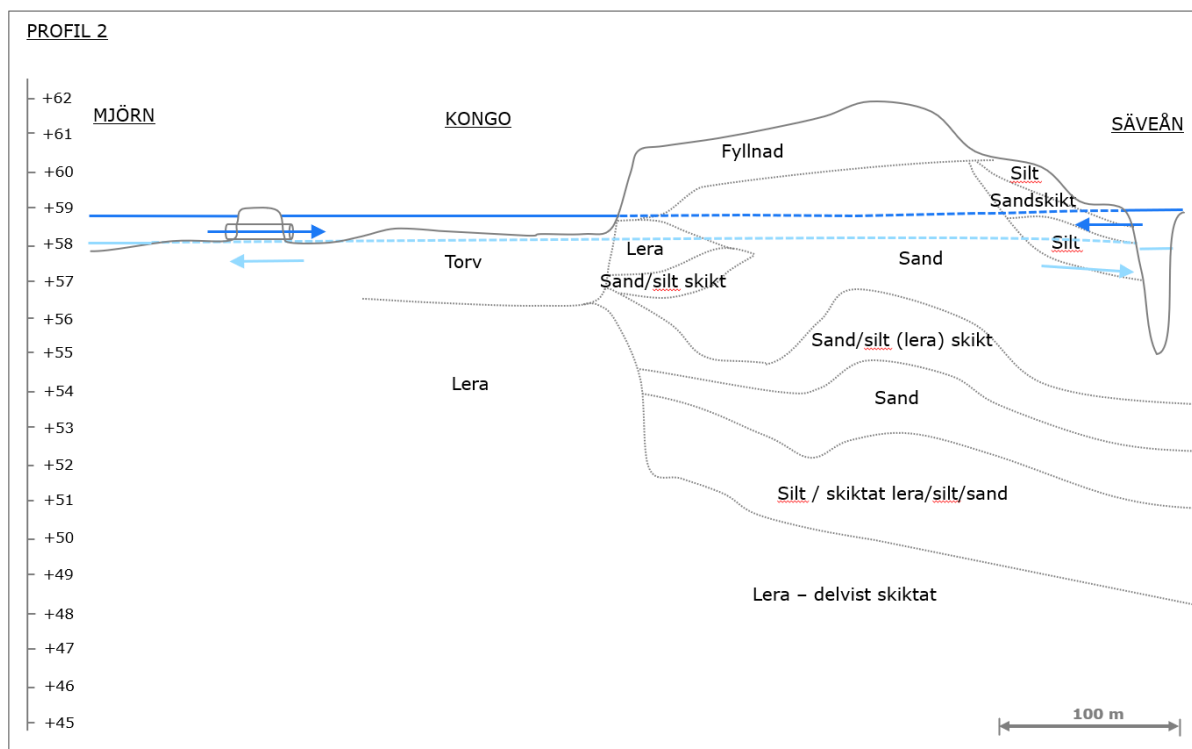 PROFIL 2
+62
+61
+60
+59
+58
+57
+56
+55
+54
+53
+52
+51
+50
+49
+48
+47
+46
+45
MJÖRN
KONGO
SÄVEÅN
Fyllnad
Silt
Sandskikt
Silt
Lera
Torv
Sand
Sand/silt skikt
Sand/silt (lera) skikt
Lera
Sand
Silt / skiktat lera/silt/sand
Lera – delvist skiktat
100 m